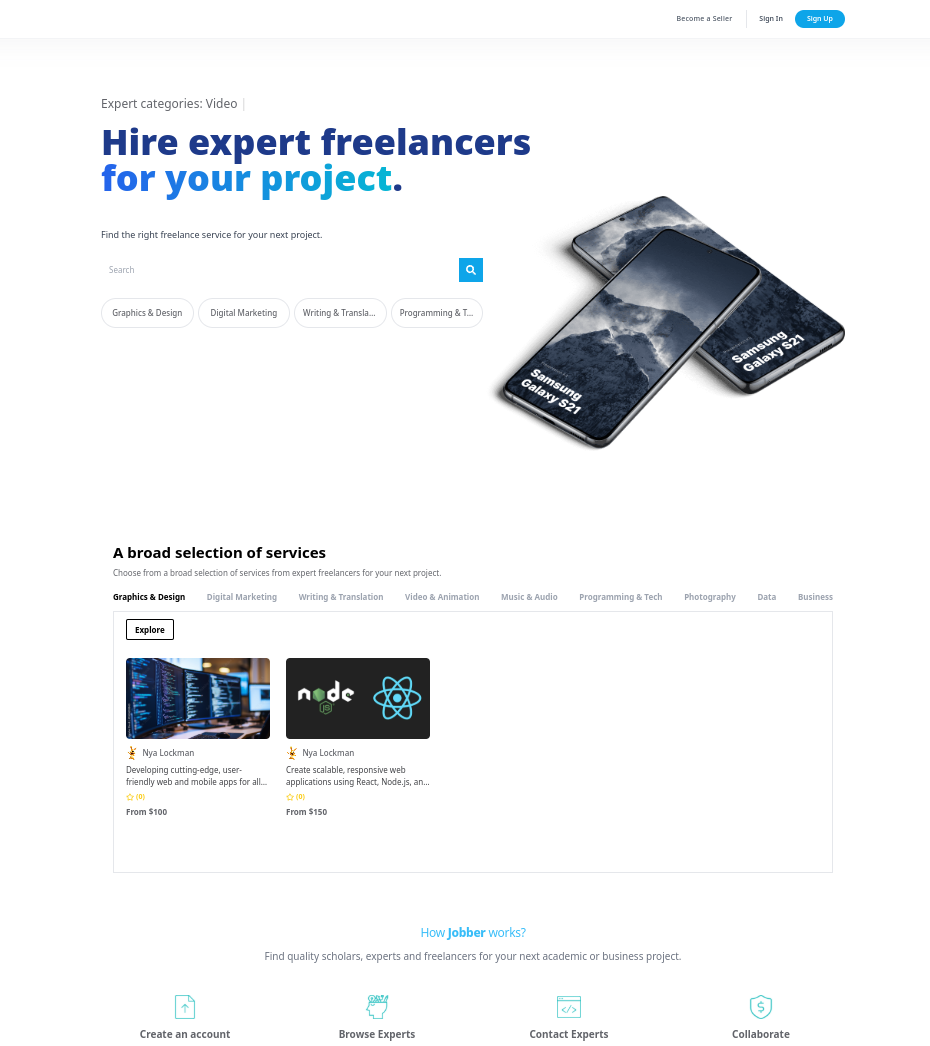 Become a Seller
Sign In
Sign Up
Expert categories: Video
Hire expert freelancers
for your project.
Find the right freelance service for your next project.
Search
Graphics & Design
Digital Marketing
Writing & Transla...
Programming & T...
Samsung
Galaxy S21
Samsung
Galaxy S21
A broad selection of services
Choose from a broad selection of services from expert freelancers for your next project.
Graphics & Design
Digital Marketing
Writing & Translation
Video & Animation
Music & Audio
Programming & Tech
Photography
Data
Business
Explore
node
JS
Nya Lockman
Developing cutting-edge, user-
friendly web and mobile apps for all...
(0)
From $100
Nya Lockman
Create scalable, responsive web
applications using React, Node.js, an...
(0)
From $150
How Jobber works?
Find quality scholars, experts and freelancers for your next academic or business project.
Create an account
Browse Experts
Contact Experts
Collaborate